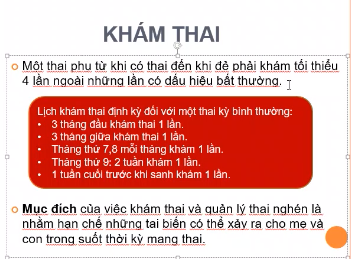 KHÁM THAI
Một thai phụ từ khi có thai đến khi đẻ phải khám tối thiểu
4 lần ngoài những lần có dấu hiệu bất thường.
Lịch khám thai định kỳ đối với một thai kỳ bình thường:
• 3 tháng đầu khám thai 1 lần.
• 3 tháng giữa khám thai 1 lần.
• Tháng thứ 7,8 mỗi tháng khám 1 lần.
• Tháng thứ 9: 2 tuần khám 1 lần.
• 1 tuần cuối trước khi sanh khám 1 lần.
Mục đích của việc khám thai và quản lý thai nghén là
nhằm hạn chế những tai biến có thể xảy ra cho mẹ và
con trong suốt thời kỳ mang thai.